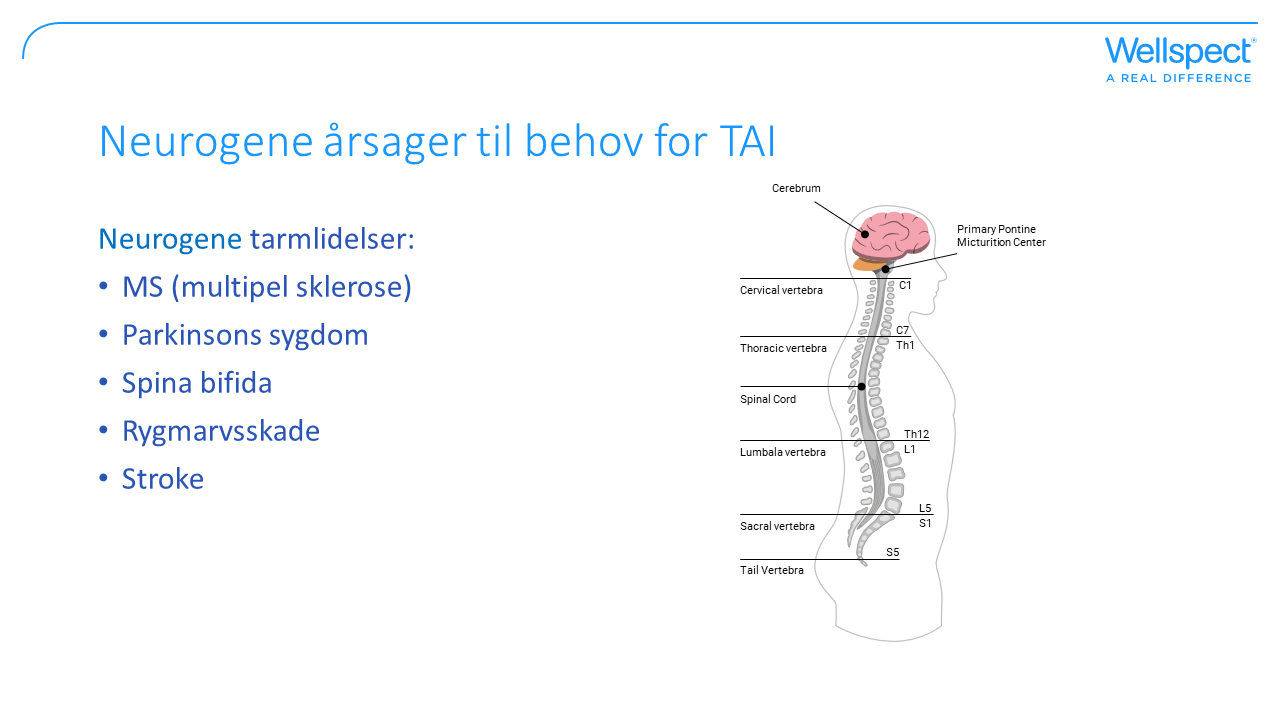 Wellspect®
A REAL DIFFERENCE
Neurogene årsager til behov for TAI
Neurogene tarmlidelser:
• MS (multipel sklerose)
• Parkinsons sygdom
• Spina bifida
• Rygmarvsskade
• Stroke
Cerebrum
Primary Pontine
Micturition Center
C1
Cervical vertebra
C7
Th1
Thoracic vertebra
Spinal Cord
Th12
L1
Lumbala vertebra
L5
S1
Sacral vertebra
S5
Tail Vertebra